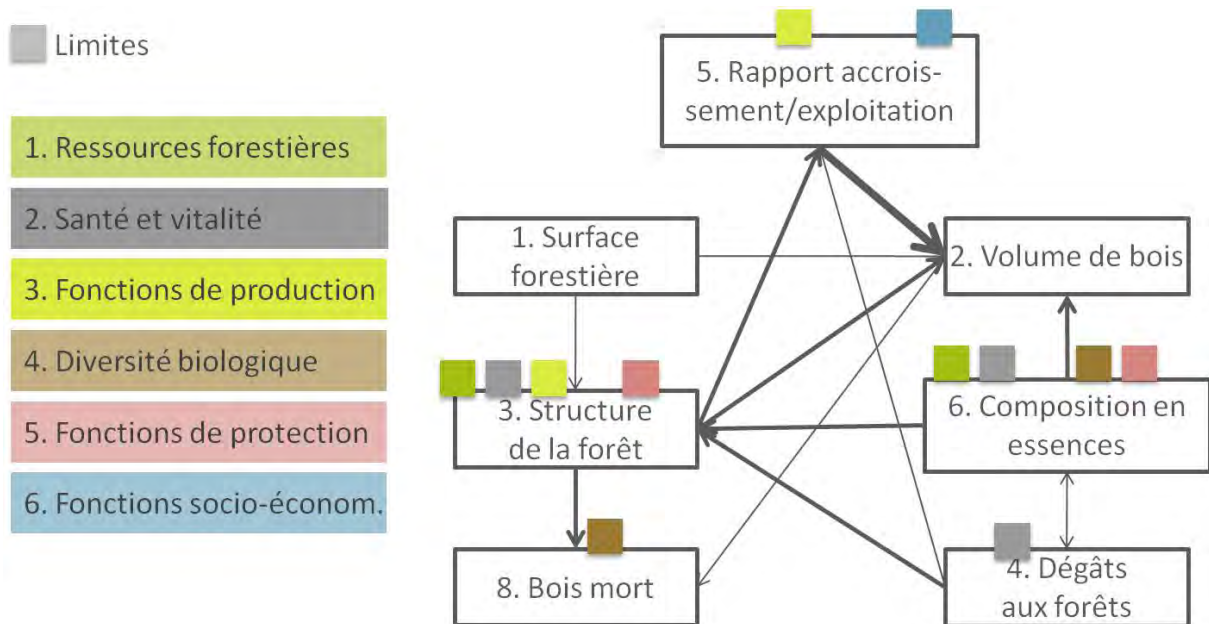 Limites
1. Ressources forestières
2. Santé et vitalité
3. Fonctions de production
4. Diversité biologique
5. Fonctions de protection
6. Fonctions socio-économ.
5. Rapport accrois-
sement/exploitation
1. Surface
forestière
2. Volume de bois
3. Structure
de la forêt
6. Composition en
essences
8. Bois mort
4. Dégâts
aux forêts